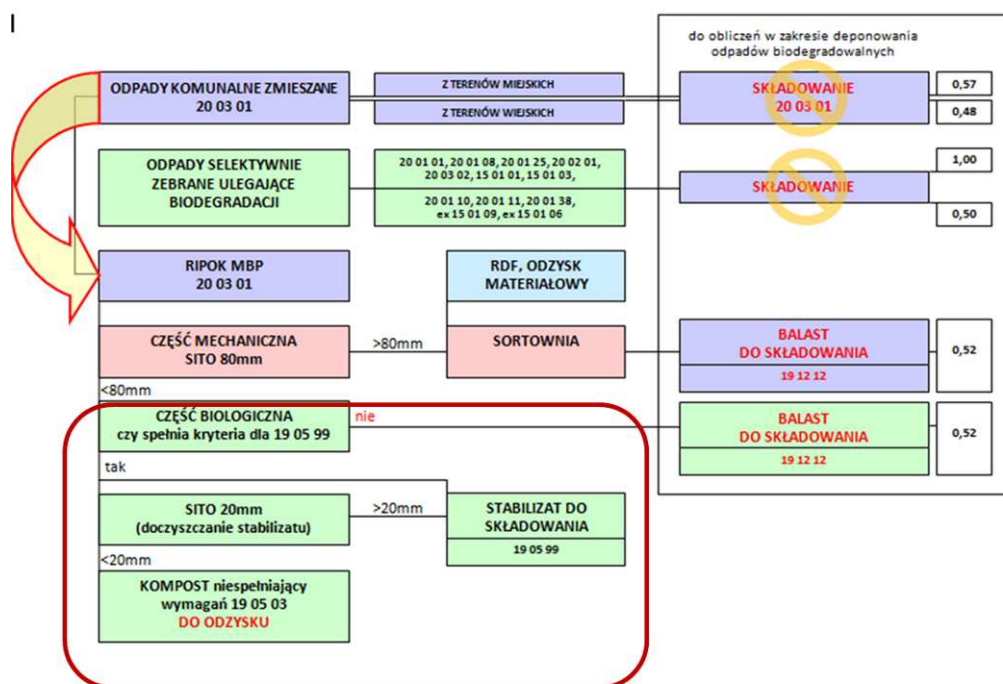 do obliczeń w zakresie deponowania
odpadów biodegradowalnych
ODPADY KOMUNALNE ZMIESZANE
20 03 01
Z TERENÓW MIEJSKICH
Z TERENÓW WIEJSKICH
SKŁADOWANIE
20 03 01
0,57
0,48
ODPADY SELEKTYWNIE
ZEBRANE ULEGAJĄCE
BIODEGRADACJI
20 01 01, 20 01 08, 20 01 25, 20 02 01,
20 03 02, 15 01 01, 15 01 03,
20 01 10, 20 01 11, 20 01 38,
ex 15 01 09, ex 15 01 06
SKŁADOWANIE
1,00
0,50
RIPOK MBP
20 03 01
RDF, ODZYSK
MATERIAŁOWY
CZĘŚĆ MECHANICZNA
SITO 80mm
>80mm
SORTOWNIA
BALAST
DO SKŁADOWANIA
19 12 12
0,52
<80mm
CZĘŚĆ BIOLOGICZNA
czy spełnia kryteria dla 19 05 99
nie
BALAST
DO SKŁADOWANIA
19 12 12
0,52
tak
SITO 20mm
(doczyszczanie stabilizatu)
>20mm
STABILIZAT DO
SKŁADOWANIA
19 05 99
<20mm
KOMPOST niespełniający
wymagań 19 05 03
DO ODZYSKU